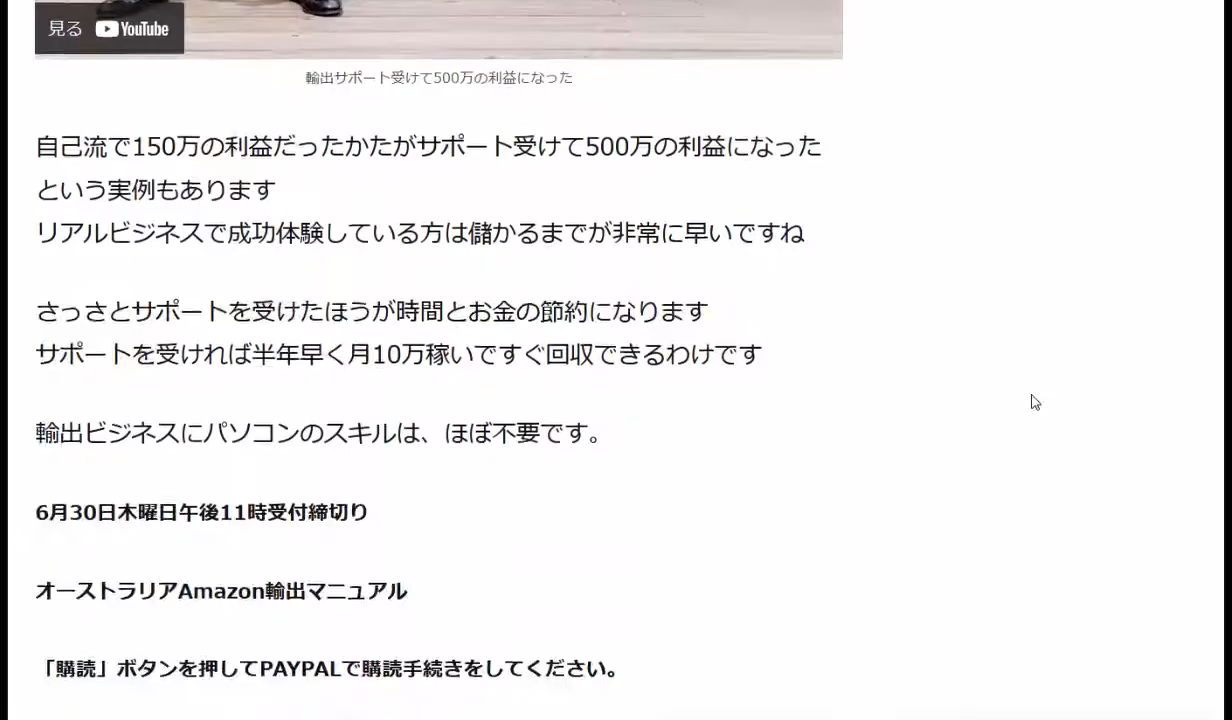 見る YouTube
輸出サポート受けて500万の利益になった
自己流で150万の利益だったかたがサポート受けて500万の利益になった
という実例もあります
リアルビジネスで成功体験している方は儲かるまでが非常に早いですね
さっさとサポートを受けたほうが時間とお金の節約になります
サポートを受ければ半年早く月10万稼いですぐ回収できるわけです
輸出ビジネスにパソコンのスキルは、ほぼ不要です。
6月30日木曜日午後11時受付締切り
オーストラリアAmazon輸出マニュアル
「購読」ボタンを押してPAYPALで購読手続きをしてください。